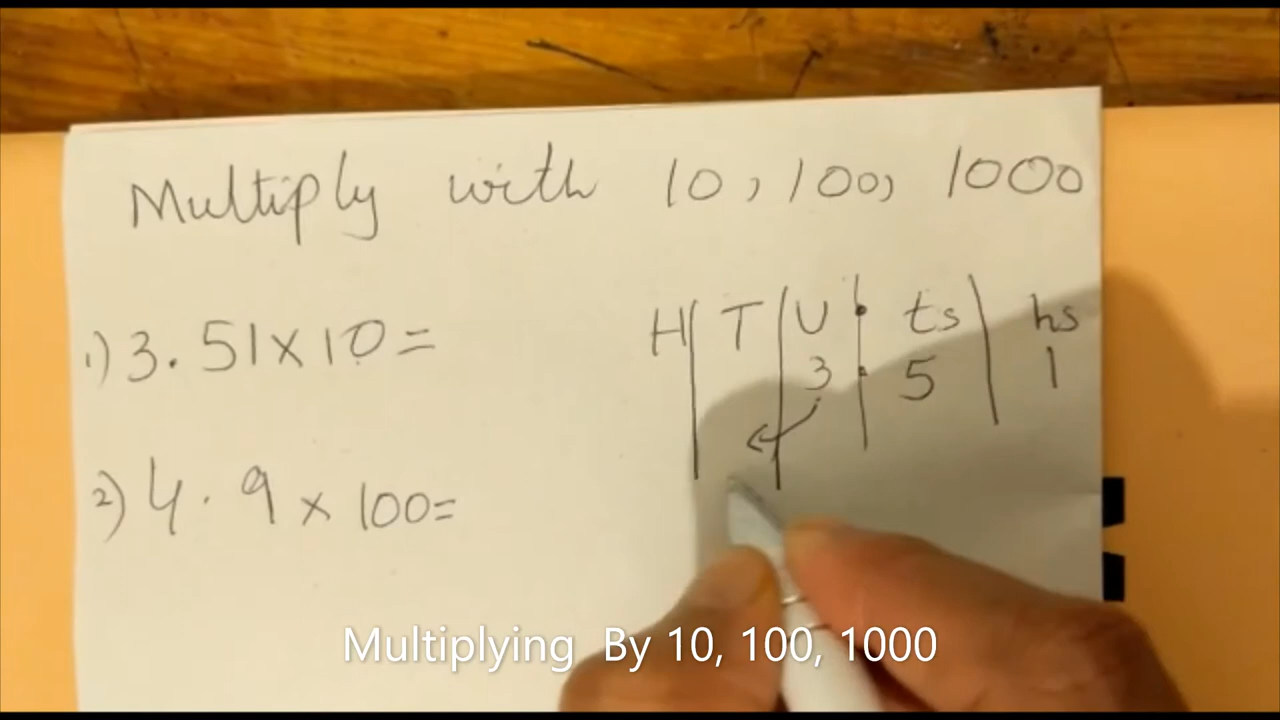 Multiply with 10, 100, 1000
1) 3.51 x 10 =
H T U . ts hs
3 . 5 1
2) 4.9 x 100 =
Multiplying By 10, 100, 1000